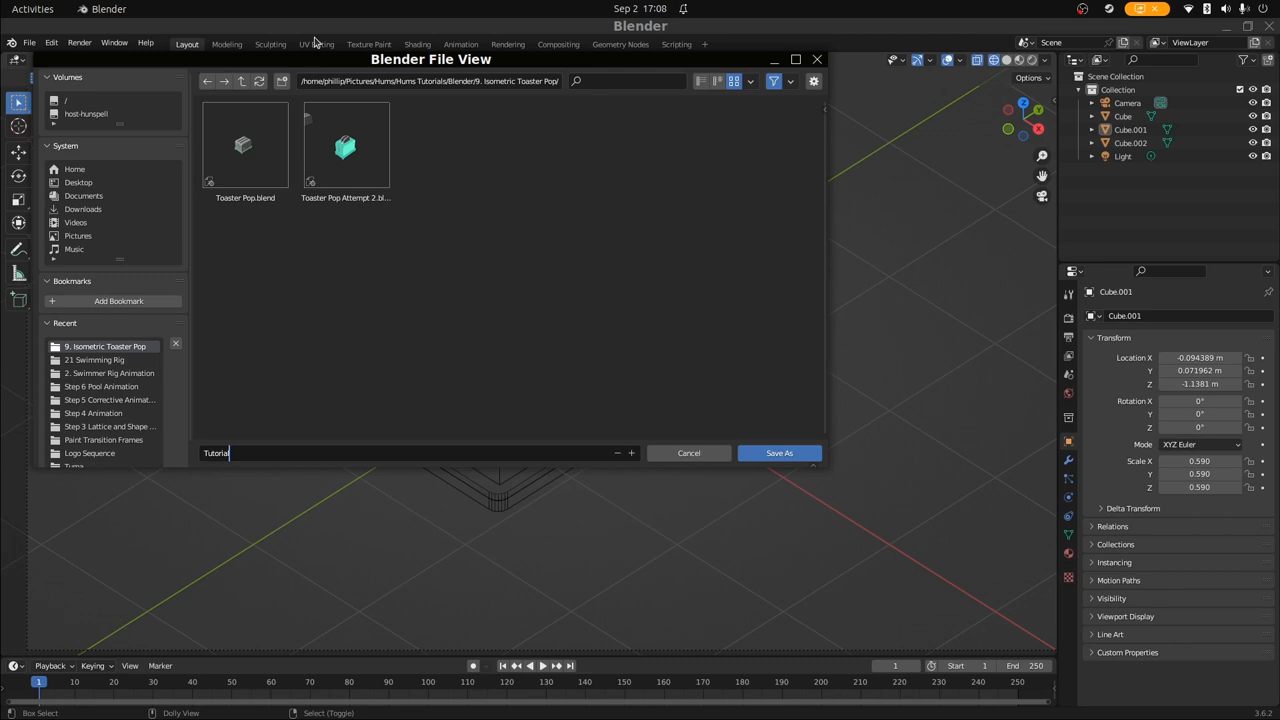 Activities Blender Sep 2 17:08
Blender
File Edit Render Window Help Layout Modeling Sculpting UV Editing Texture Paint Shading Animation Rendering Compositing Geometry Nodes Scripting + Scene ViewLayer
Blender File View
Options
Volumes
/
host-hunspell
System
Home
Desktop
Documents
Downloads
Videos
Pictures
Music
Bookmarks
Add Bookmark
Recent
9. Isometric Toaster Pop
21 Swimming Rig
2. Swimmer Rig Animation
Step 6 Pool Animation
Step 5 Corrective Animat...
Step 4 Animation
Step 3 Lattice and Shape ...
Paint Transition Frames
Logo Sequence
/home/phillip/Pictures/Hums/Hums Tutorials/Blender/9. Isometric Toaster Pop/
Toaster Pop.blend
Toaster Pop Attempt 2.bl...
Tutorial
Cancel
Save As
Z
Y
X
Scene Collection
Collection
Camera
Cube
Cube.001
Cube.002
Light
Cube.001
Cube.001
Transform
Location X -0.094389 m
Y 0.071962 m
Z -1.1381 m
Rotation X 0°
Y 0°
Z 0°
Mode XYZ Euler
Scale X 0.590
Y 0.590
Z 0.590
Delta Transform
Relations
Collections
Instancing
Motion Paths
Visibility
Viewport Display
Line Art
Custom Properties
Playback Keying View Marker 1 Start 1 End 250
1 10 20 30 40 50 60 70 80 90 100 110 120 130 140 150 160 170 180 190 200 210 220 230 240 250
Box Select Dolly View Select (Toggle) 3.6.2